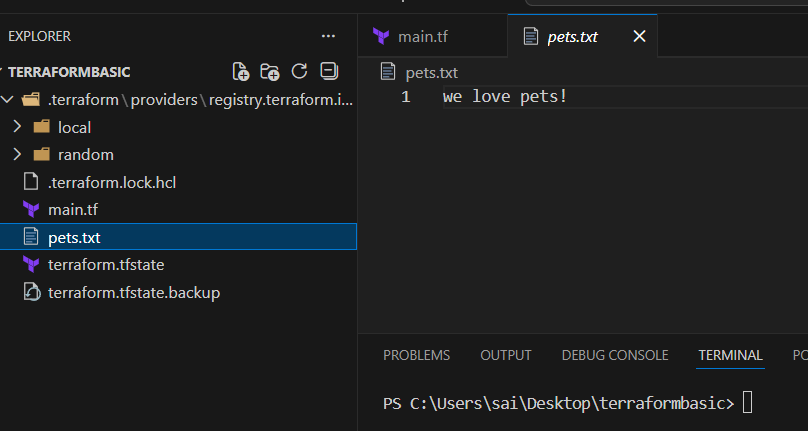 EXPLORER
TERRAFORMBASIC
.terraform\providers\registry.terraform.i...
local
random
.terraform.lock.hcl
main.tf
pets.txt
terraform.tfstate
terraform.tfstate.backup
main.tf
pets.txt
pets.txt
1 we love pets!
PROBLEMS OUTPUT DEBUG CONSOLE TERMINAL PO
PS C:\Users\sai\Desktop\terraformbasic>